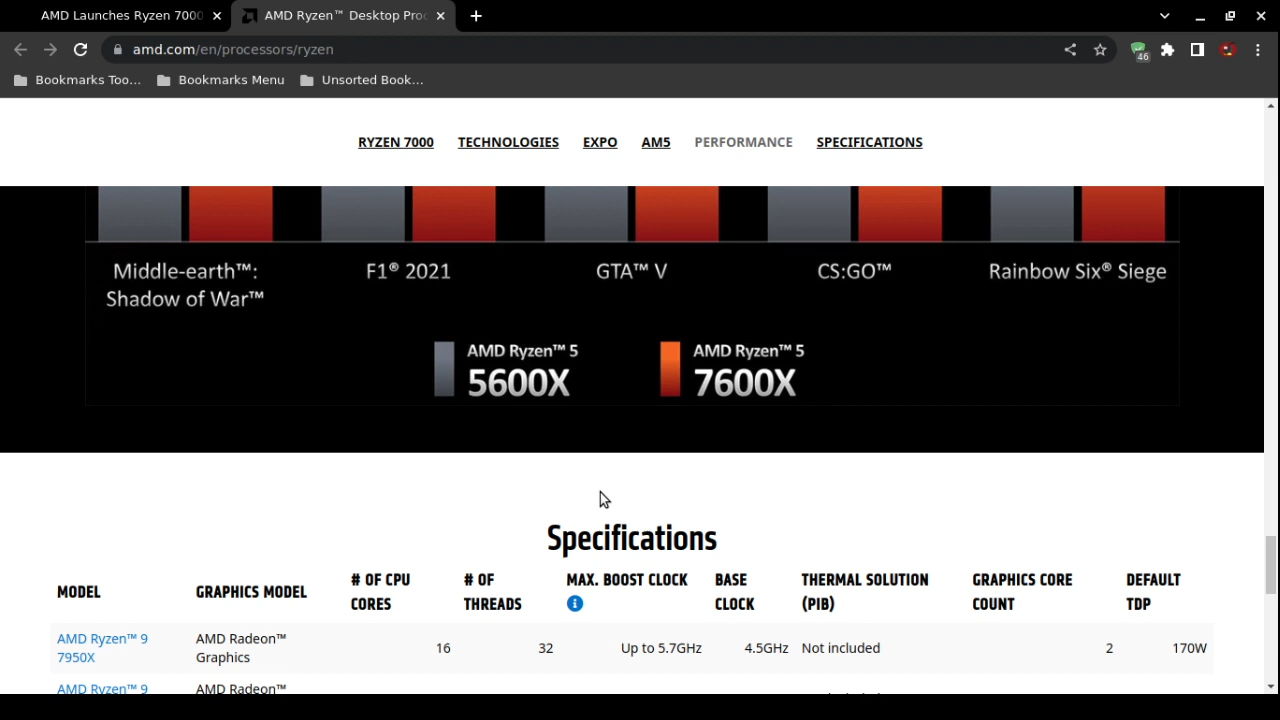 AMD Launches Ryzen 7000
AMD Ryzen™ Desktop Proc
amd.com/en/processors/ryzen
46
Bookmarks Too...
Bookmarks Menu
Unsorted Book...
RYZEN 7000
TECHNOLOGIES
EXPO
AM5
PERFORMANCE
SPECIFICATIONS
Middle-earth™:
Shadow of War™
F1® 2021
GTA™ V
CS:GO™
Rainbow Six® Siege
AMD Ryzen™ 5
5600X
AMD Ryzen™ 5
7600X
Specifications
MODEL
GRAPHICS MODEL
# OF CPU
CORES
# OF
THREADS
MAX. BOOST CLOCK
BASE
CLOCK
THERMAL SOLUTION
(PIB)
GRAPHICS CORE
COUNT
DEFAULT
TDP
AMD Ryzen™ 9
7950X
AMD Radeon™
Graphics
16
32
Up to 5.7GHz
4.5GHz
Not included
2
170W
AMD Ryzen™ 9
AMD Radeon™